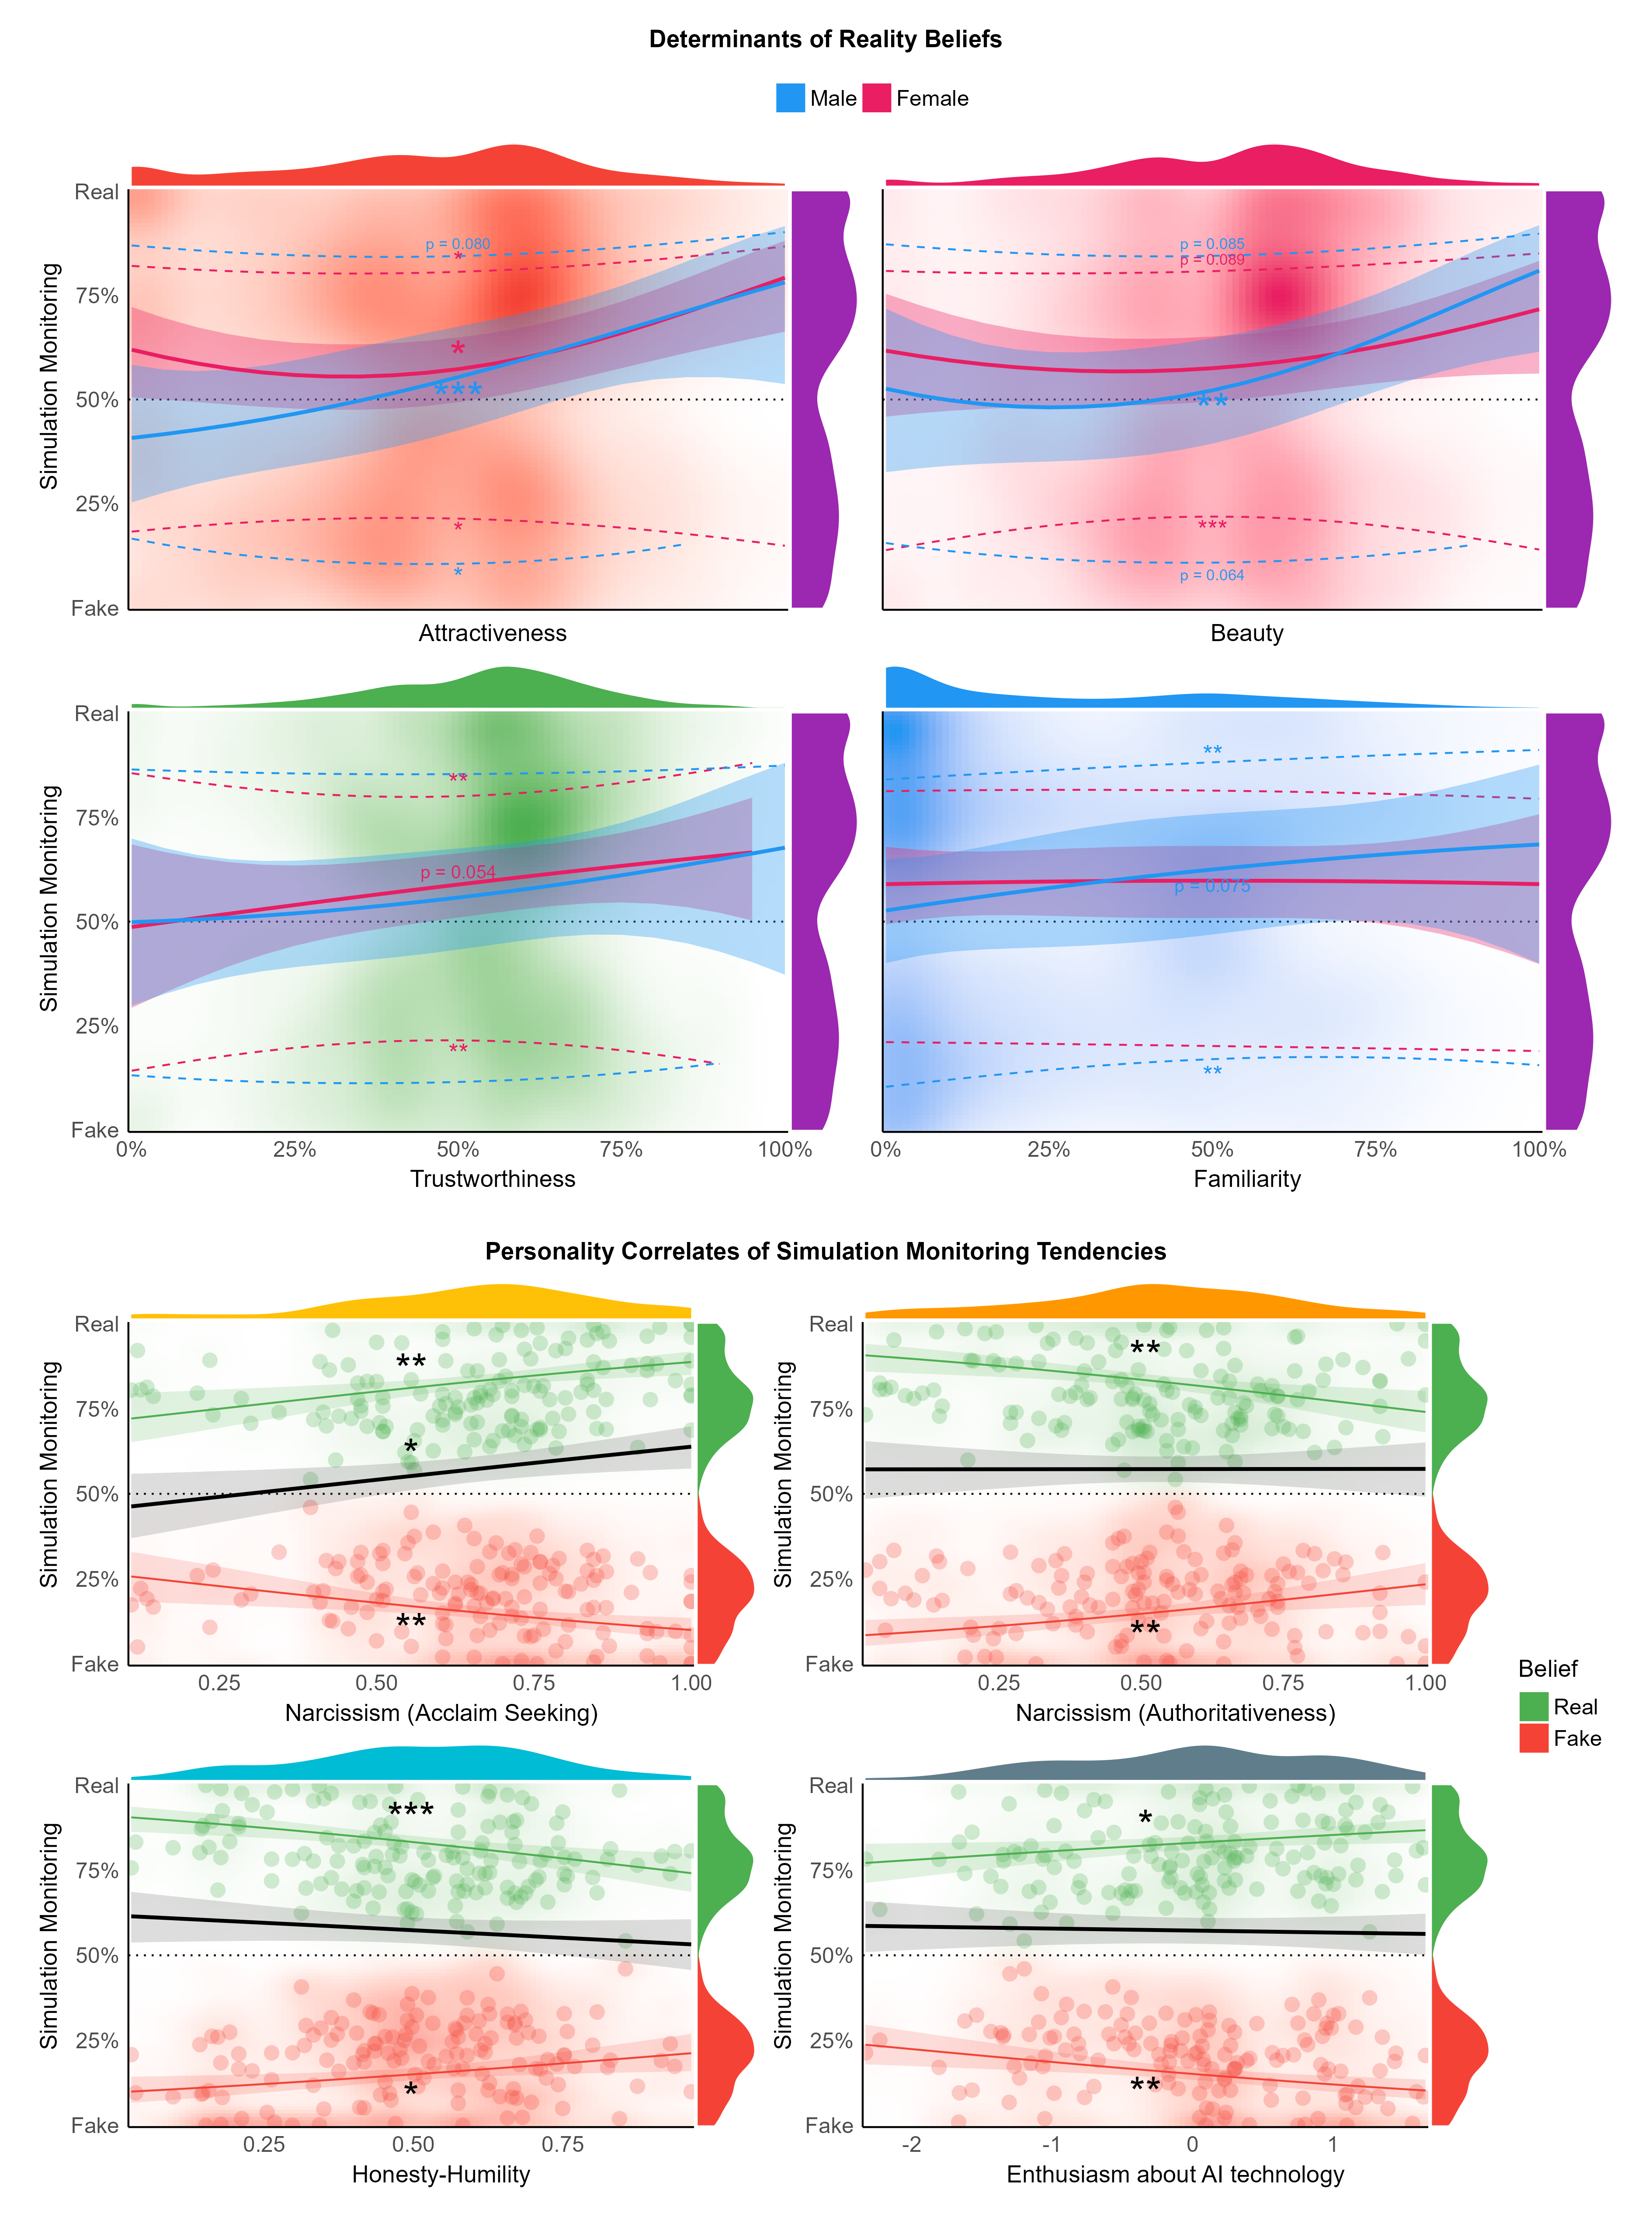 Determinants of Reality Beliefs
Male Female
Real
75%
50%
25%
Fake
Simulation Monitoring
p = 0.080
*
*
***
*
*
Attractiveness
p = 0.085
p = 0.089
**
***
p = 0.064
Beauty
Real
75%
50%
25%
Fake
Simulation Monitoring
**
p = 0.054
**
0% 25% 50% 75% 100%
Trustworthiness
**
p = 0.075
**
0% 25% 50% 75% 100%
Familiarity
Personality Correlates of Simulation Monitoring Tendencies
Real
75%
50%
25%
Fake
Simulation Monitoring
**
*
**
0.25 0.50 0.75 1.00
Narcissism (Acclaim Seeking)
Real
75%
50%
25%
Fake
Simulation Monitoring
**
**
0.25 0.50 0.75 1.00
Narcissism (Authoritativeness)
Belief
Real
Fake
Real
75%
50%
25%
Fake
Simulation Monitoring
***
*
0.25 0.50 0.75
Honesty-Humility
Real
75%
50%
25%
Fake
Simulation Monitoring
*
**
-2 -1 0 1
Enthusiasm about AI technology